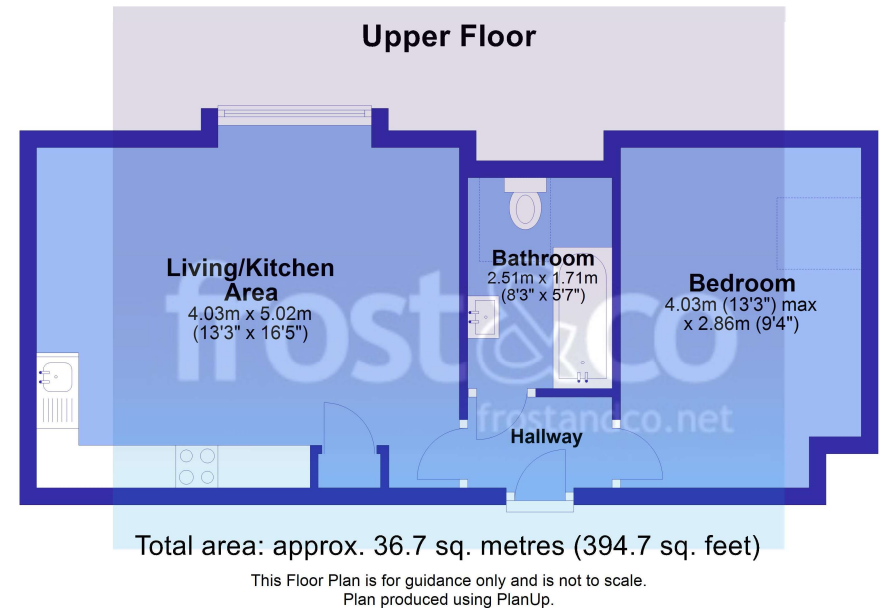 Upper Floor
Living/Kitchen
Area
4.03m x 5.02m
(13'3" x 16'5")
Bathroom
2.51m x 1.71m
(8'3" x 5'7")
Bedroom
4.03m (13'3") max
x 2.86m (9'4")
frost&co
frostandco.net
Hallway
Total area: approx. 36.7 sq. metres (394.7 sq. feet)
This Floor Plan is for guidance only and is not to scale.
Plan produced using PlanUp.